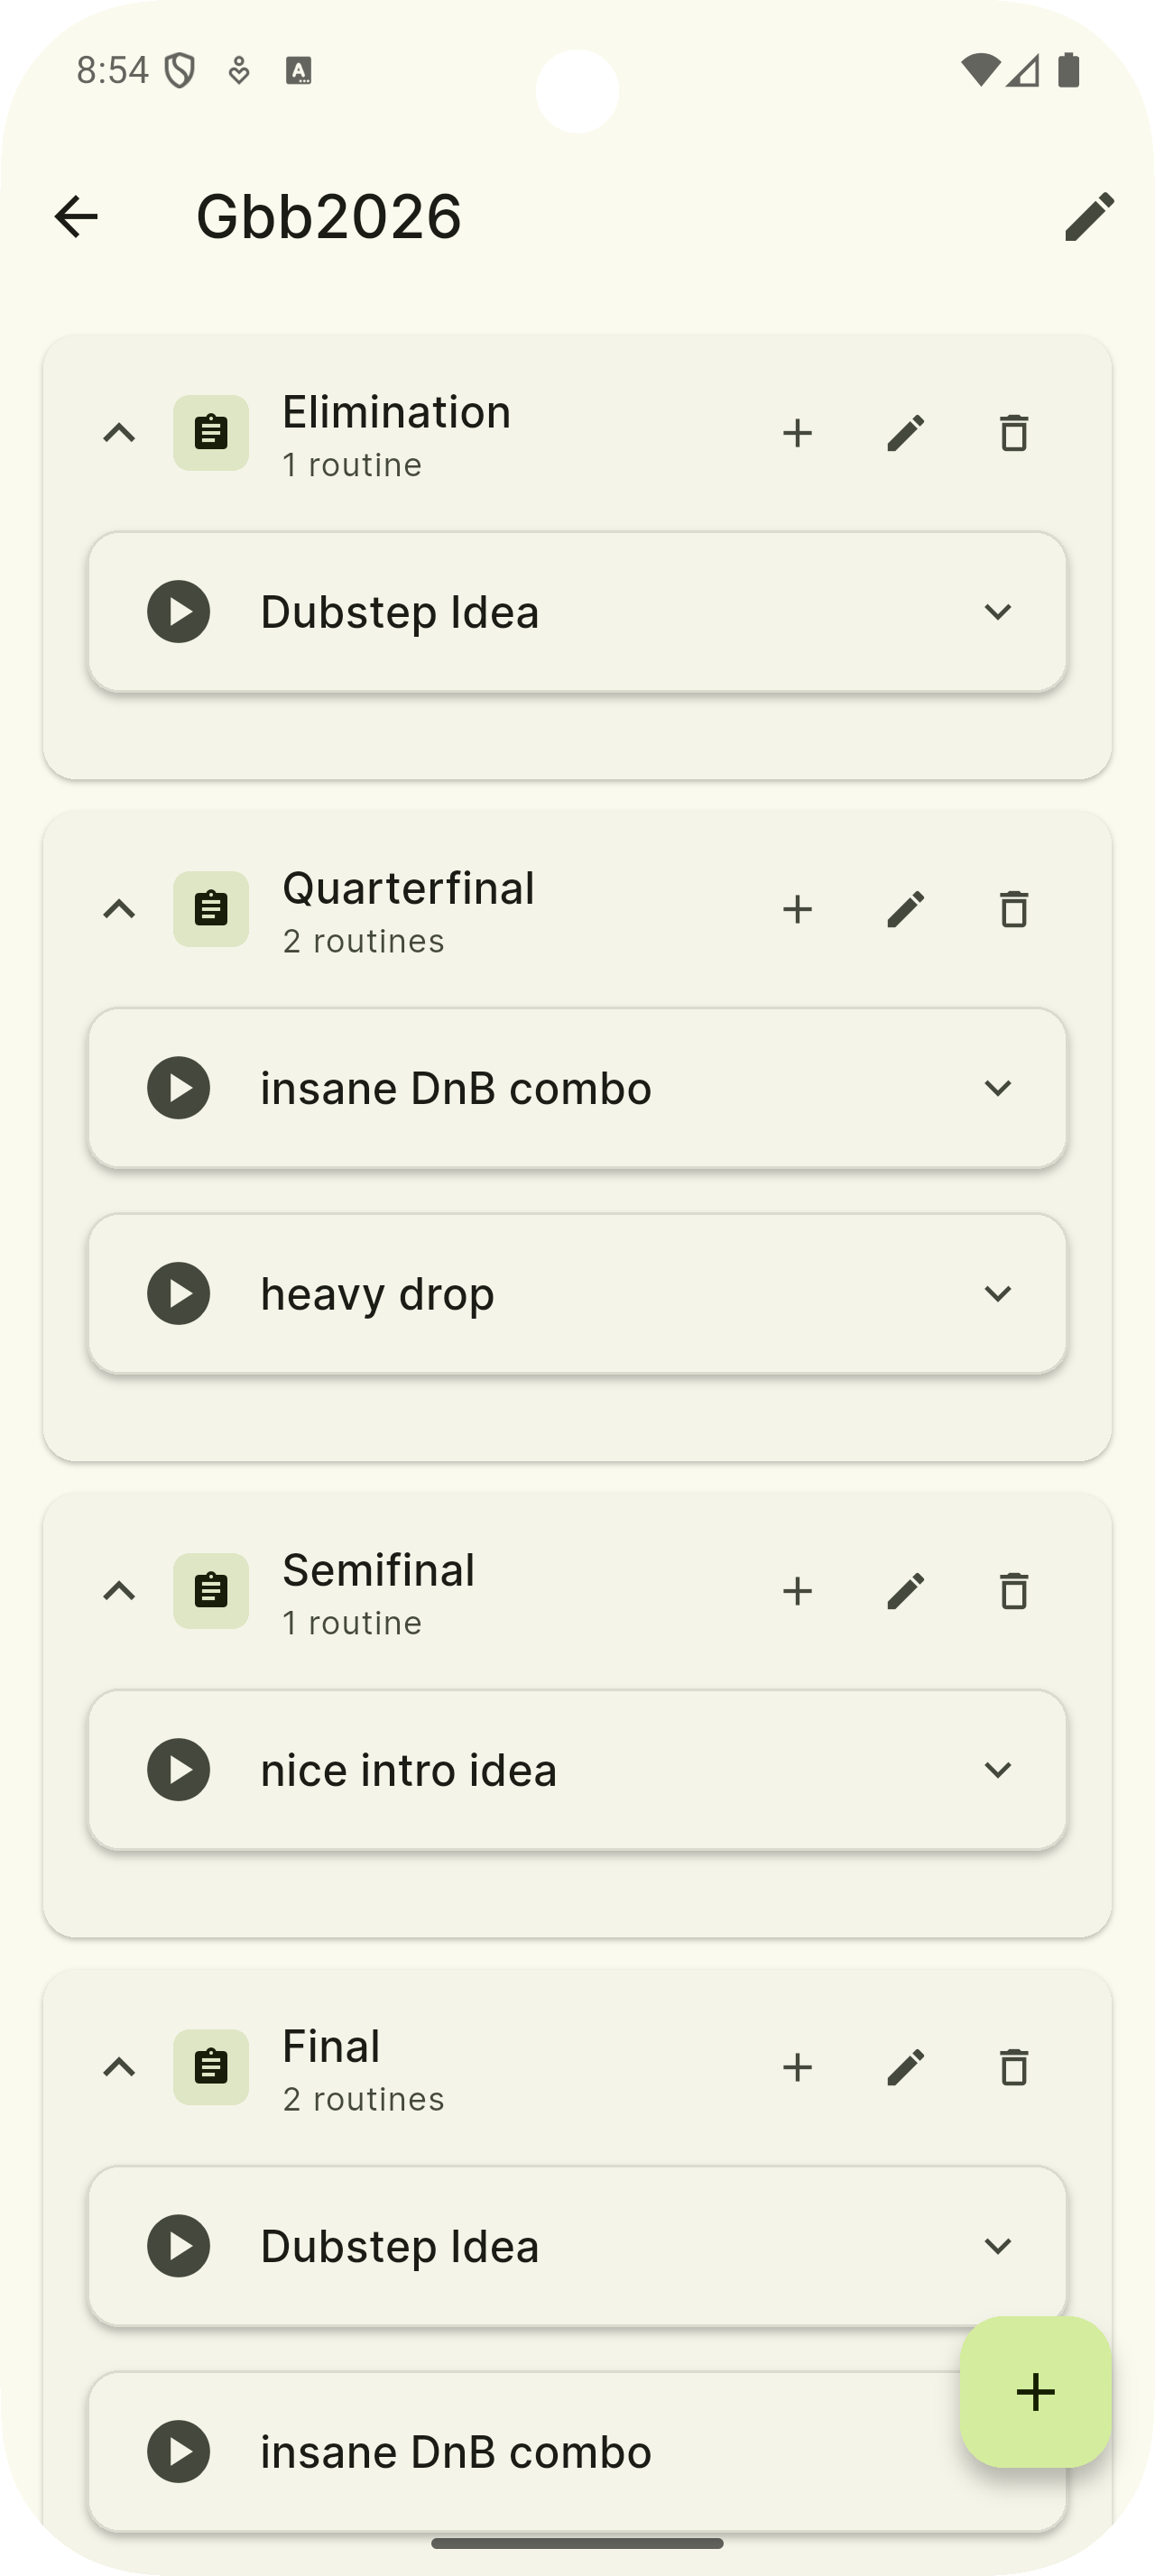 8:54
Gbb2026
Elimination
1 routine
Dubstep Idea
Quarterfinal
2 routines
insane DnB combo
heavy drop
Semifinal
1 routine
nice intro idea
Final
2 routines
Dubstep Idea
insane DnB combo